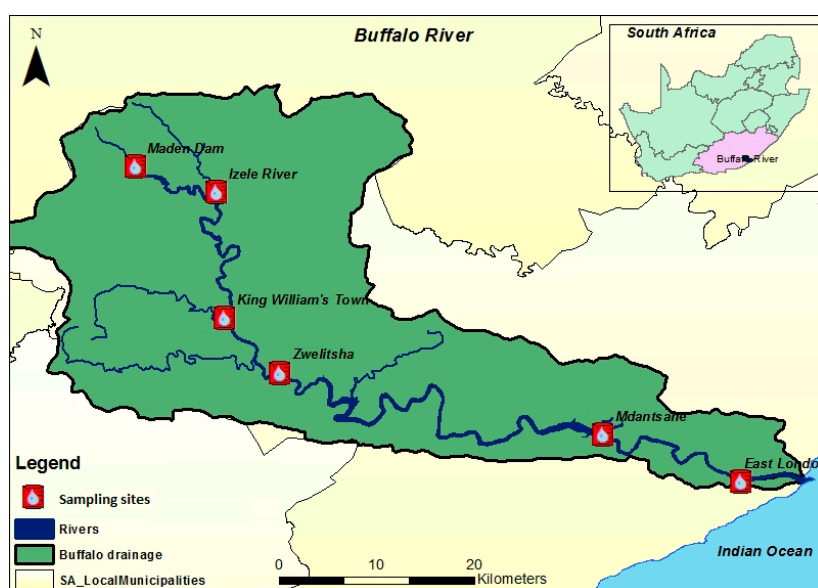 N
Buffalo River
South Africa
Buffalo River
Maden Dam
Izele River
King William's Town
Zwelitsha
Mdantsane
East Londo
Indian Ocean
Legend
Sampling sites
Rivers
Buffalo drainage
SA_LocalMunicipalities
0 10 20
Kilometers